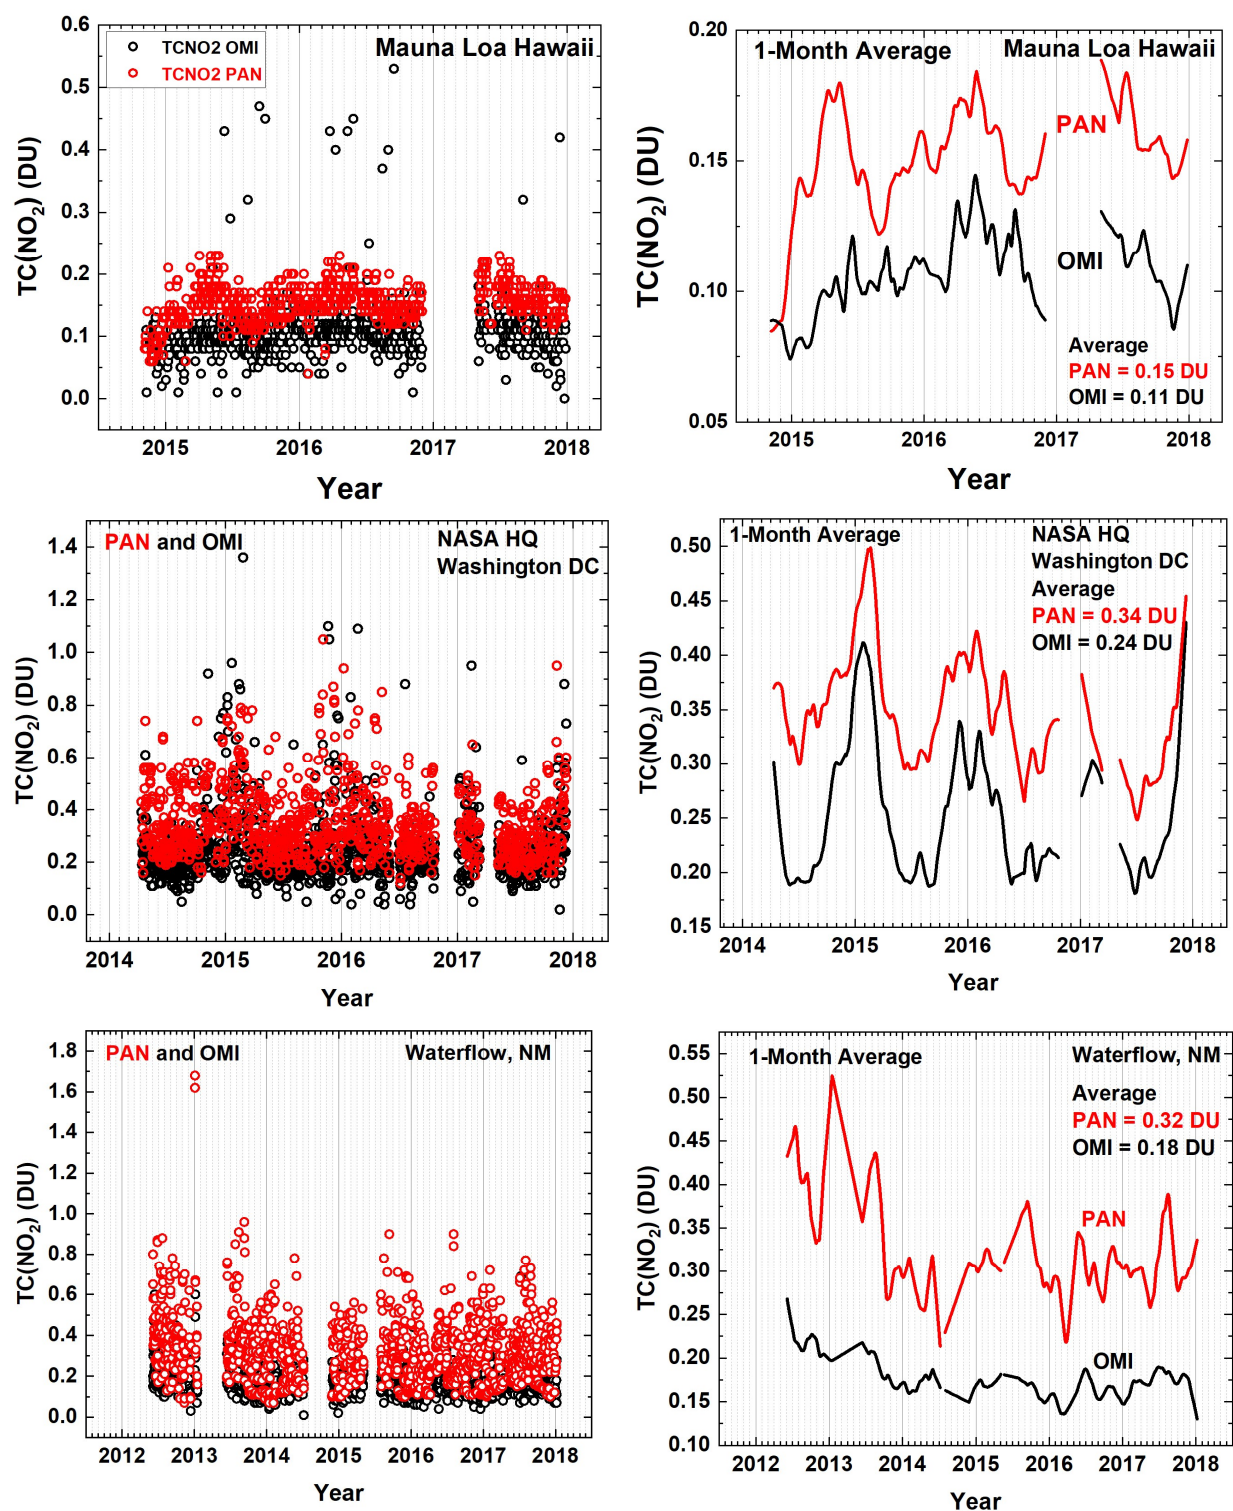 TC(NO2) (DU)
0.6
0.5
0.4
0.3
0.2
0.1
0.0
TCNO2 OMI
TCNO2 PAN
Mauna Loa Hawaii
2015 2016 2017 2018
Year
TC(NO2) (DU)
0.20
0.15
0.10
0.05
1-Month Average
Mauna Loa Hawaii
PAN
OMI
Average
PAN = 0.15 DU
OMI = 0.11 DU
2015 2016 2017 2018
Year
TC(NO2) (DU)
1.4
1.2
1.0
0.8
0.6
0.4
0.2
0.0
PAN and OMI
NASA HQ
Washington DC
2014 2015 2016 2017 2018
Year
TC(NO2) (DU)
0.50
0.45
0.40
0.35
0.30
0.25
0.20
0.15
1-Month Average
NASA HQ
Washington DC
Average
PAN = 0.34 DU
OMI = 0.24 DU
2014 2015 2016 2017 2018
Year
TC(NO2) (DU)
1.8
1.6
1.4
1.2
1.0
0.8
0.6
0.4
0.2
0.0
PAN and OMI
Waterflow, NM
2012 2013 2014 2015 2016 2017 2018
Year
TC(NO2) (DU)
0.55
0.50
0.45
0.40
0.35
0.30
0.25
0.20
0.15
0.10
1-Month Average
Waterflow, NM
Average
PAN = 0.32 DU
OMI = 0.18 DU
PAN
OMI
2012 2013 2014 2015 2016 2017 2018
Year